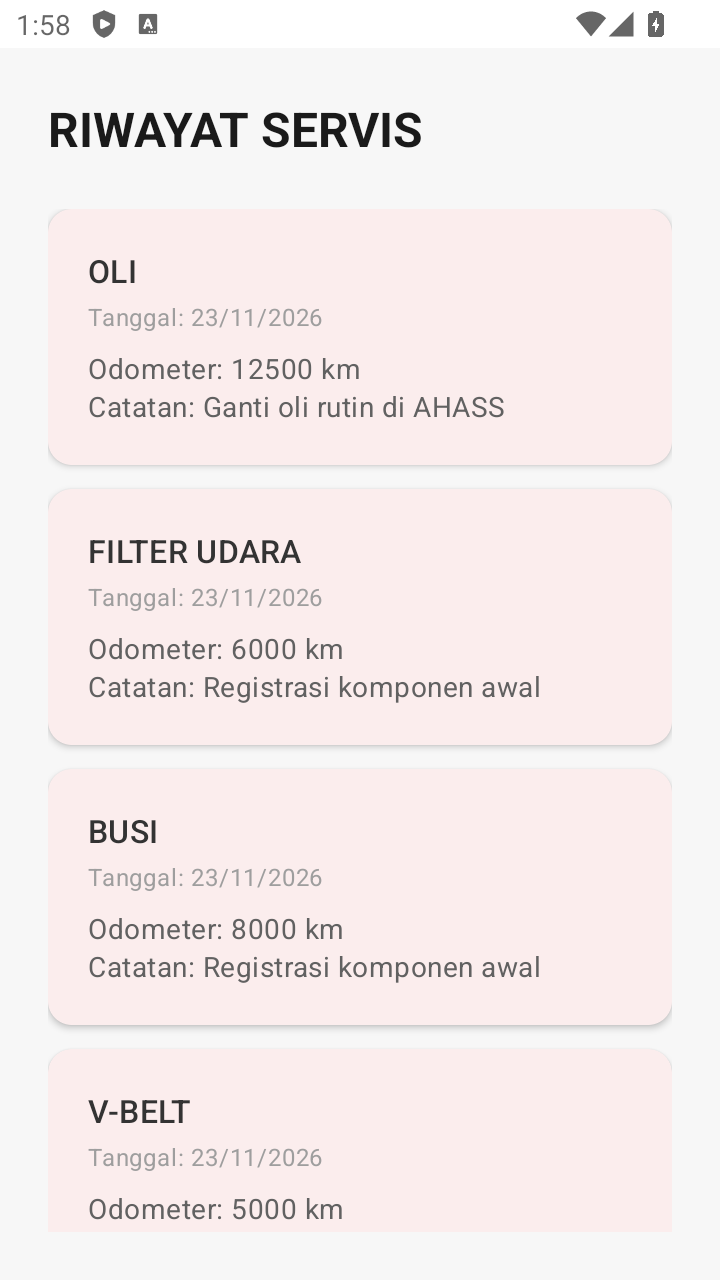 1:58
RIWAYAT SERVIS
OLI
Tanggal: 23/11/2026
Odometer: 12500 km
Catatan: Ganti oli rutin di AHASS
FILTER UDARA
Tanggal: 23/11/2026
Odometer: 6000 km
Catatan: Registrasi komponen awal
BUSI
Tanggal: 23/11/2026
Odometer: 8000 km
Catatan: Registrasi komponen awal
V-BELT
Tanggal: 23/11/2026
Odometer: 5000 km